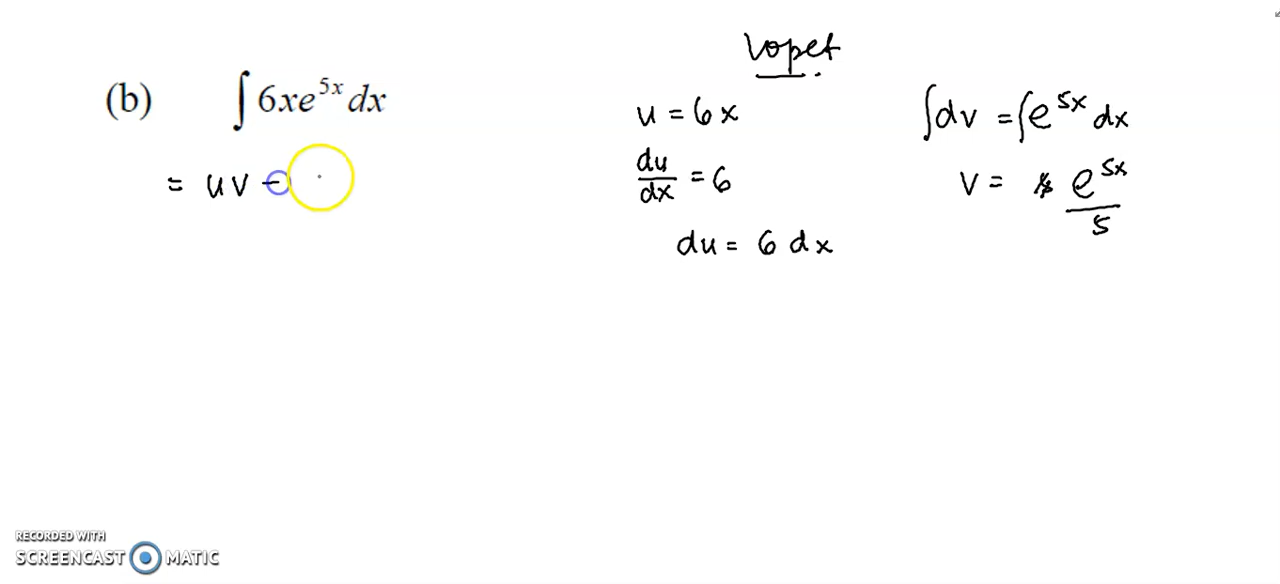 (b) ∫ 6xe^{5x} dx
= uv −
lopet
u = 6x
du/dx = 6
du = 6 dx
∫dv = ∫e^{5x} dx
v = e^{5x}/5
RECORDED WITH
SCREENCAST MATIC